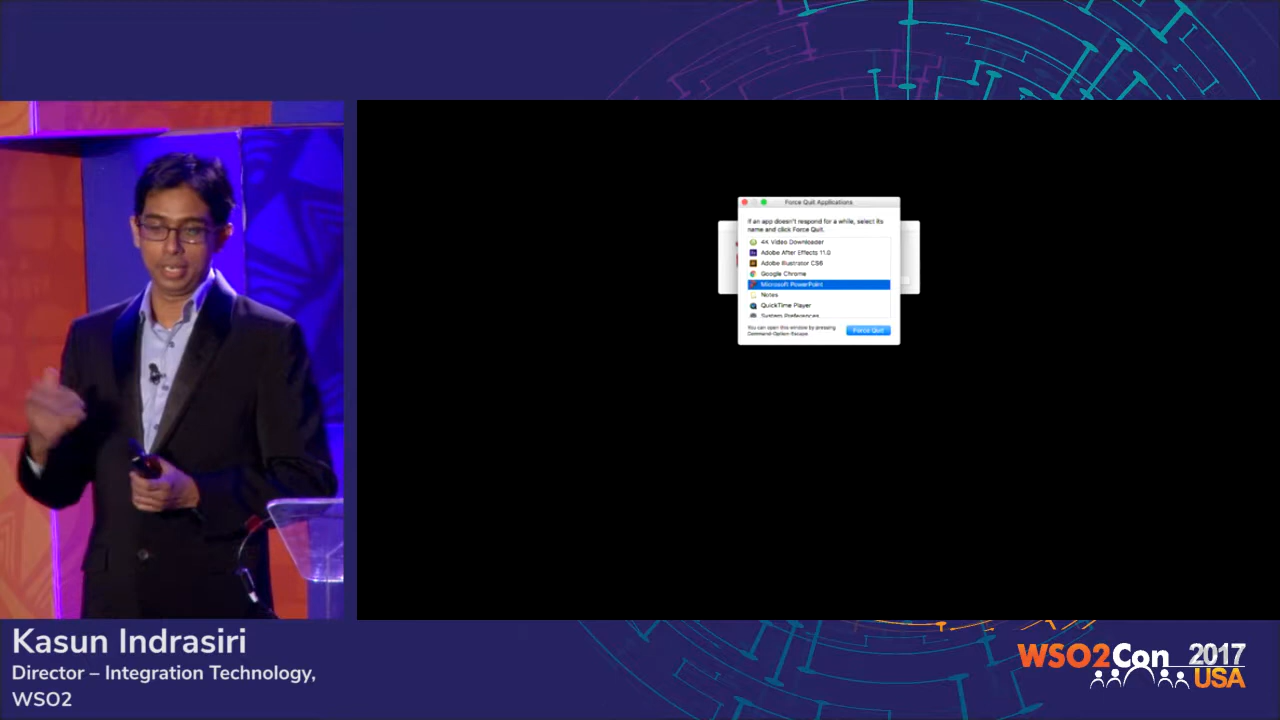 Force Quit Applications
If an app doesn't respond for a while, select its
name and click Force Quit.
4K Video Downloader
Adobe After Effects 11.0
Adobe Illustrator CS6
Google Chrome
Microsoft PowerPoint
Notes
QuickTime Player
System Preferences
You can open this window by pressing
Command-Option-Escape.
Force Quit
Kasun Indrasiri
Director – Integration Technology,
WSO2
WSO2Con 2017
USA